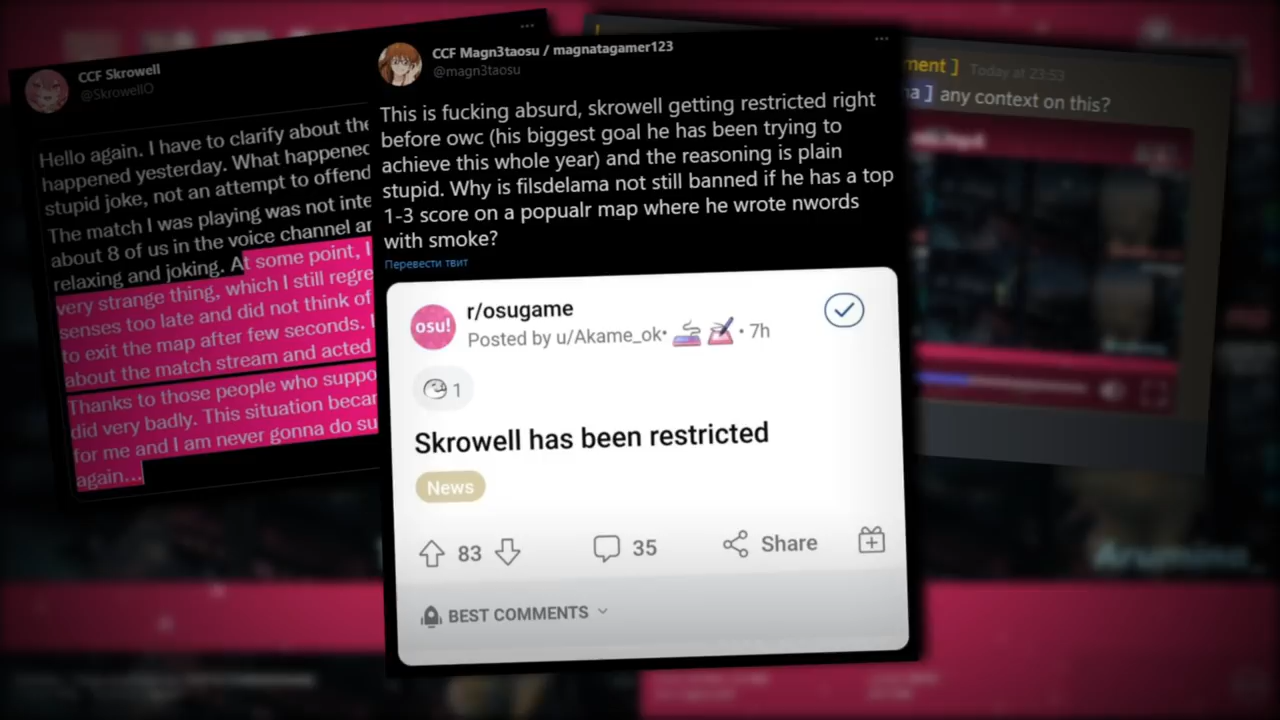 CCF Skrowell
@SkrowellO
Hello again. I have to clarify about the
happened yesterday. What happened
stupid joke, not an attempt to offend
The match I was playing was not inte
about 8 of us in the voice channel an
relaxing and joking. At some point, I
very strange thing, which I still regre
senses too late and did not think of
to exit the map after few seconds. I
about the match stream and acted
Thanks to those people who suppo
did very badly. This situation becar
for me and I am never gonna do su
again...
CCF Magn3taosu / magnatagamer123
@magn3taosu
This is fucking absurd, skrowell getting restricted right
before owc (his biggest goal he has been trying to
achieve this whole year) and the reasoning is plain
stupid. Why is filsdelama not still banned if he has a top
1-3 score on a popualr map where he wrote nwords
with smoke?
Перевести твит
osu!
r/osugame
Posted by u/Akame_ok• • 7h
1
Skrowell has been restricted
News
83
35
Share
BEST COMMENTS
ment ] Today at 23:53
na ] any context on this?